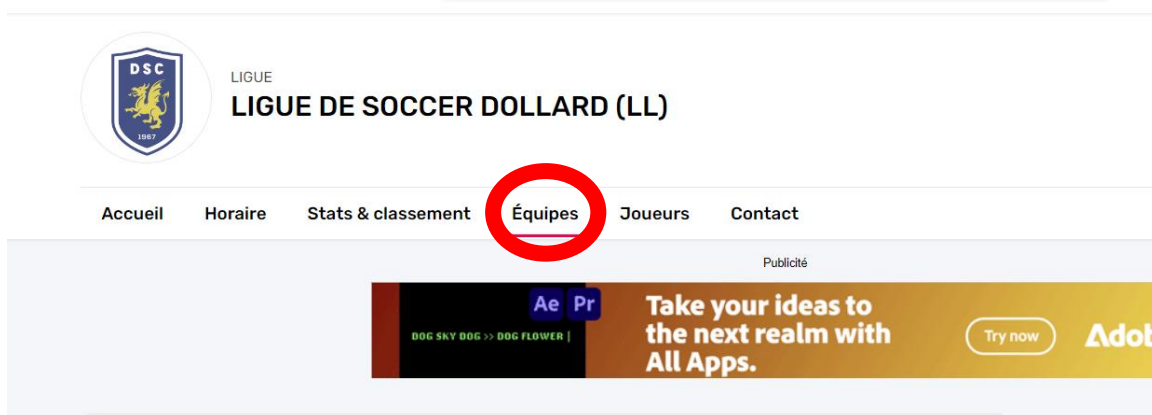 DSC
1967
LIGUE
LIGUE DE SOCCER DOLLARD (LL)
Accueil Horaire Stats & classement Équipes Joueurs Contact
Publicité
Ae Pr
DOG SKY DOG >> DOG FLOWER |
Take your ideas to
the next realm with
All Apps.
Try now
Adob